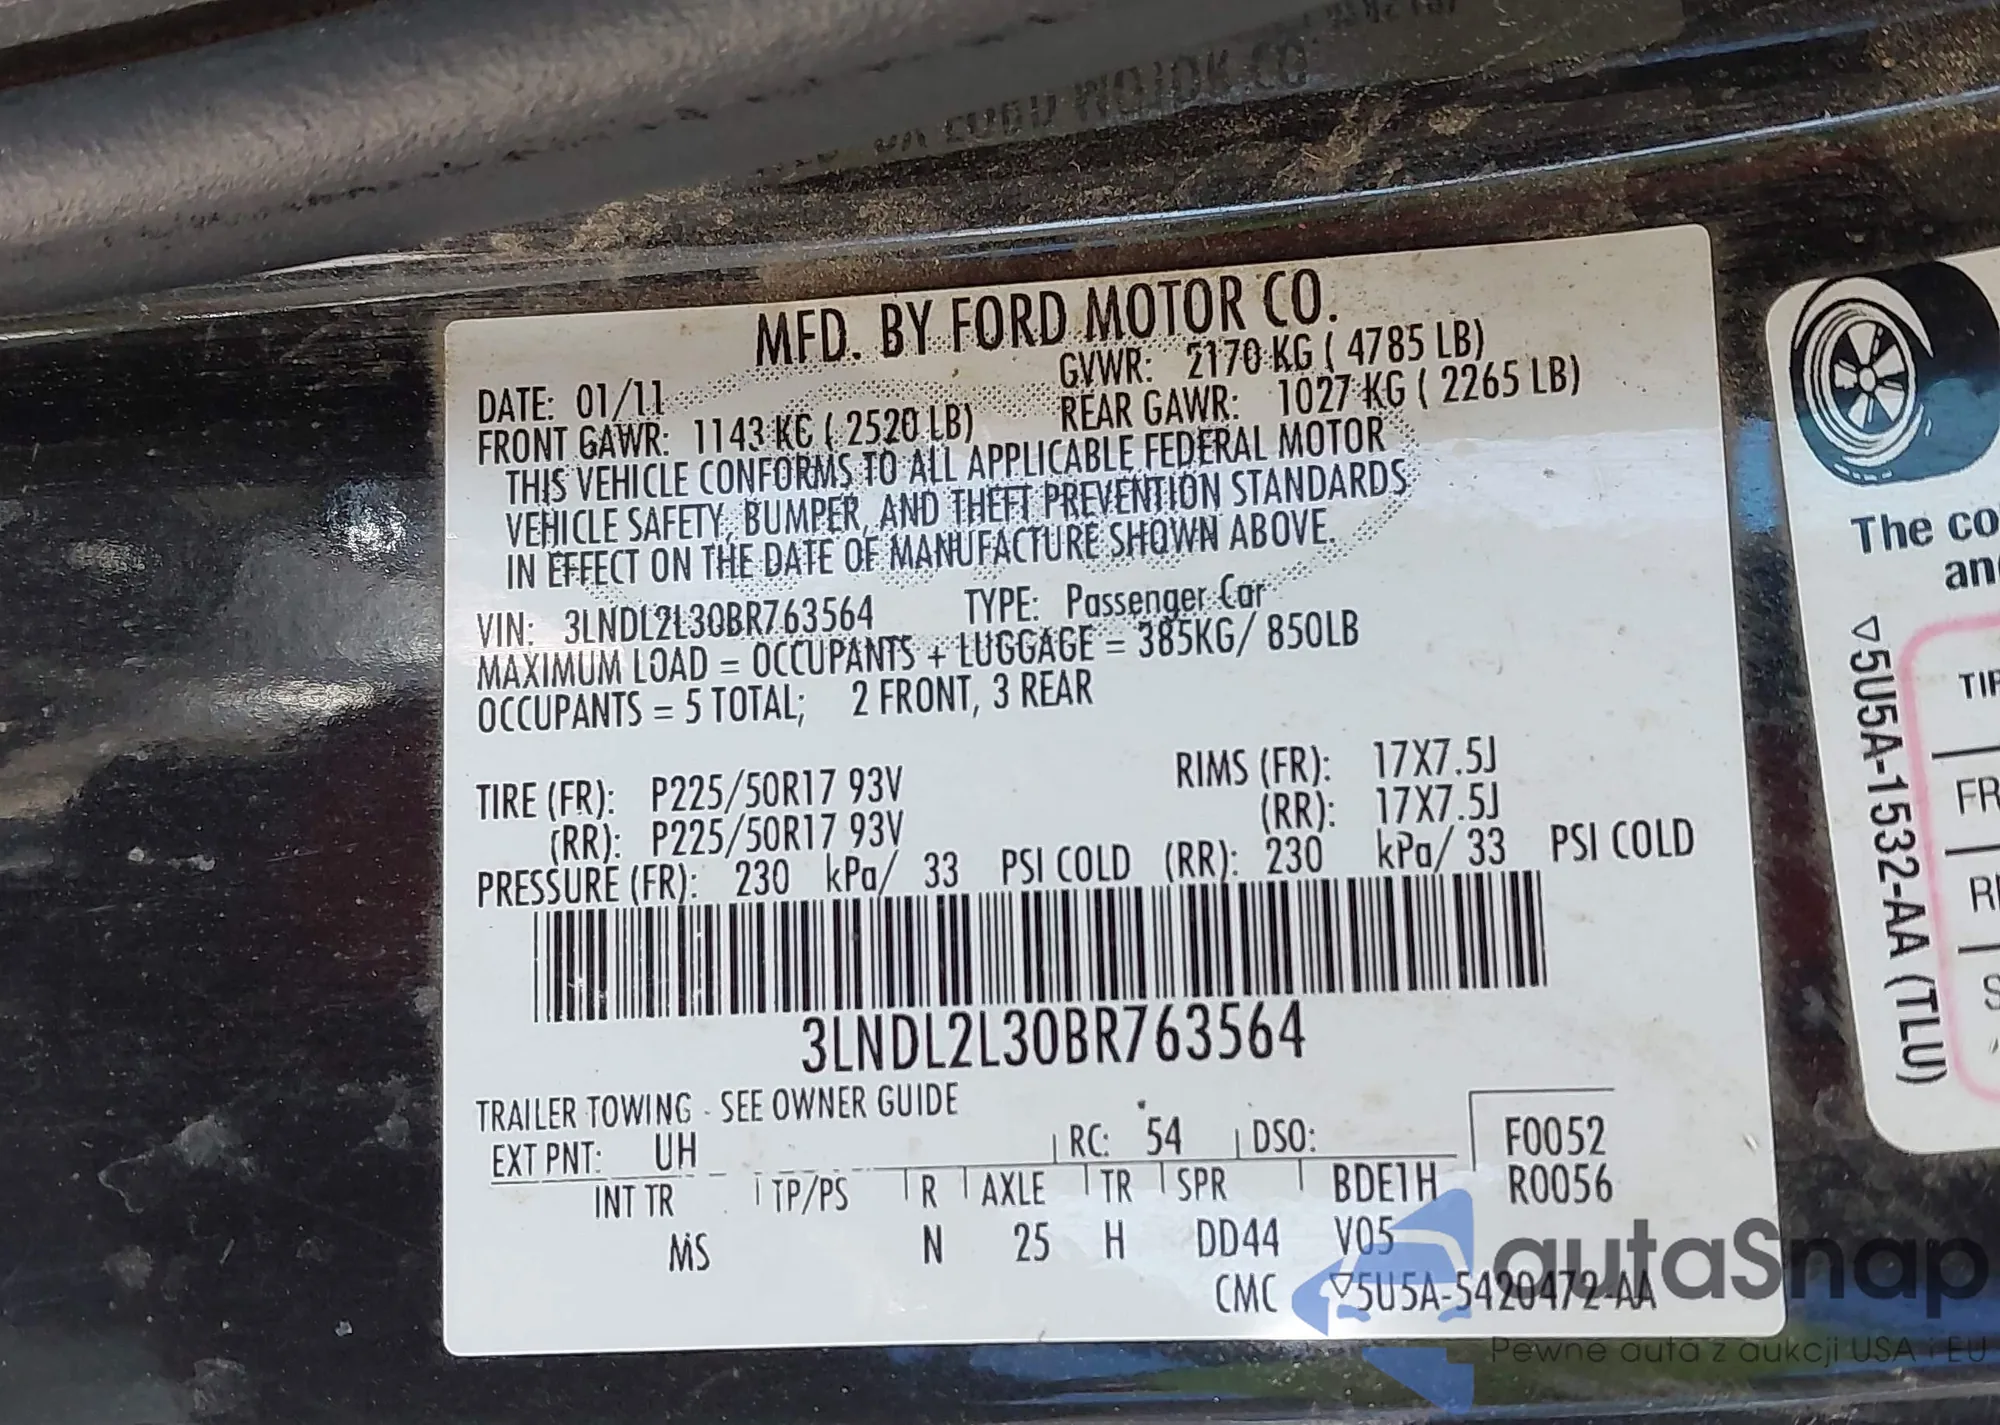 MFD. BY FORD MOTOR CO.
DATE: 01/11 GVWR: 2170 KG ( 4785 LB)
FRONT GAWR: 1143 KG ( 2520 LB) REAR GAWR: 1027 KG ( 2265 LB)
THIS VEHICLE CONFORMS TO ALL APPLICABLE FEDERAL MOTOR
VEHICLE SAFETY, BUMPER, AND THEFT PREVENTION STANDARDS
IN EFFECT ON THE DATE OF MANUFACTURE SHOWN ABOVE.
VIN: 3LNDL2L30BR763564 TYPE: Passenger Car
MAXIMUM LOAD = OCCUPANTS + LUGGAGE = 385KG/ 850LB
OCCUPANTS = 5 TOTAL; 2 FRONT, 3 REAR
TIRE (FR): P225/50R17 93V RIMS (FR): 17X7.5J
(RR): P225/50R17 93V (RR): 17X7.5J
PRESSURE (FR): 230 kPa/ 33 PSI COLD (RR): 230 kPa/ 33 PSI COLD
3LNDL2L30BR763564
TRAILER TOWING - SEE OWNER GUIDE
EXT PNT: UH RC: 54 DSO: F0052
INT TR TP/PS R AXLE TR SPR BDE1H R0056
MS N 25 H DD44 V05
CMC ▽5U5A-5420472-AA
The co
an
▽5U5A-1532-AA (TLU)
TIR
FR
R
S
autaSnap
Pewne auta z aukcji USA i EU